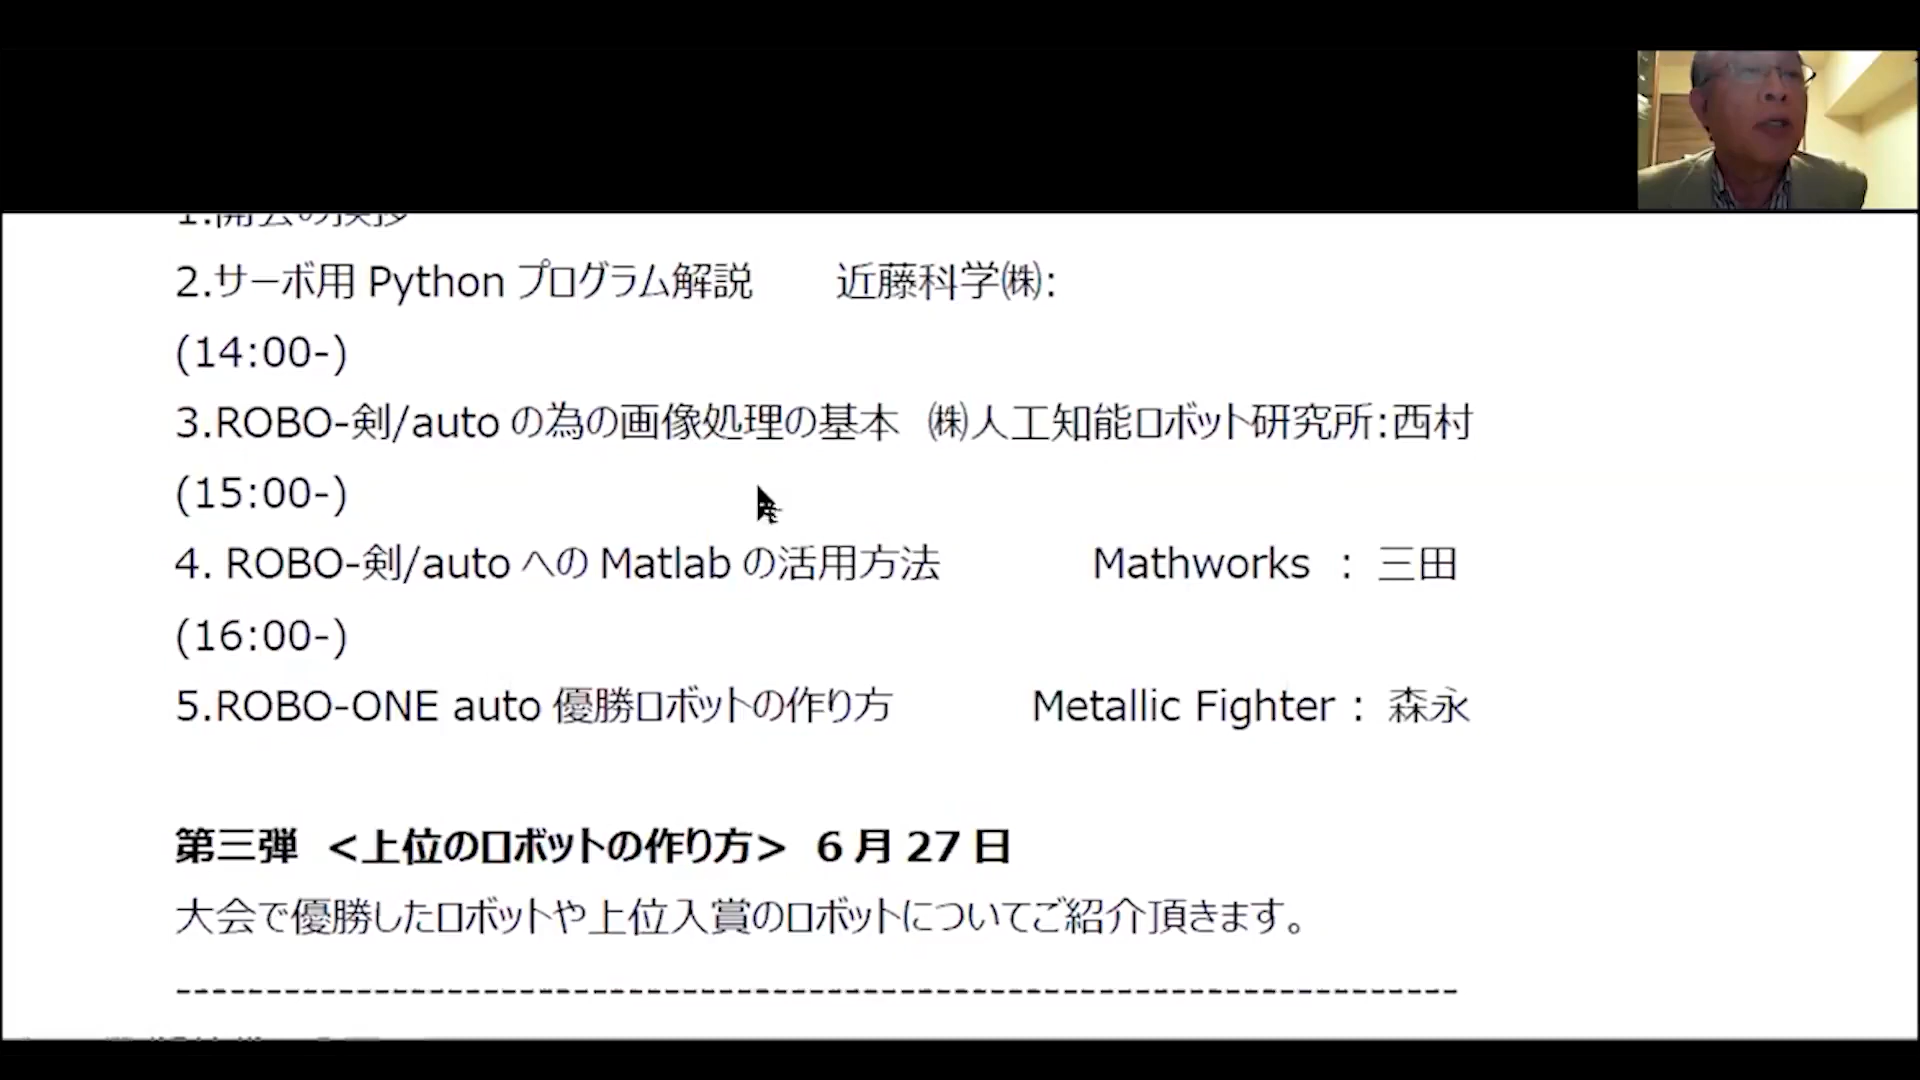 1.開会の挨拶
2.サーボ用 Python プログラム解説　　近藤科学㈱:
(14:00-)
3.ROBO-剣/auto の為の画像処理の基本　㈱人工知能ロボット研究所:西村
(15:00-)
4. ROBO-剣/auto への Matlab の活用方法　　　Mathworks : 三田
(16:00-)
5.ROBO-ONE auto 優勝ロボットの作り方　　　Metallic Fighter : 森永
第三弾 <上位のロボットの作り方> 6 月 27 日
大会で優勝したロボットや上位入賞のロボットについてご紹介頂きます。